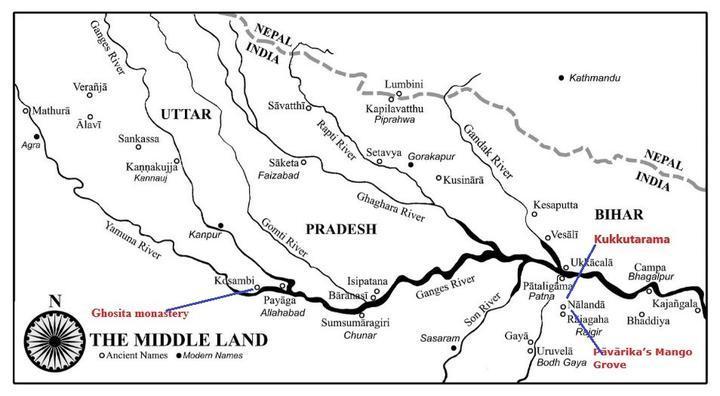 NEPAL
INDIA
Ganges River
Kathmandu
Lumbini
Kapilavatthu
Piprahwa
Verañjā
Mathurā
Āḷavī
Agra
UTTAR
Sāvatthī
Rapti River
Gandak River
Sankassa
Kaṇṇakujja
Kannauj
Sāketa
Faizabad
Setavya
Gorakapur
Kusinārā
NEPAL
INDIA
Ghaghara River
Kesaputta
BIHAR
Vesālī
Kukkutarama
Yamuna River
Kanpur
Gomti River
PRADESH
Ukkācalā
Campa
Bhagalpur
Kosambi
Payāga
Allahabad
Isipatana
Bārāṇasī
Ganges River
Pāṭaligāma
Patna
Kajaṅgala
Ghosita monastery
Sumsumāragiri
Chunar
Son River
Nālandā
Rājagaha
Rajgir
Bhaddiya
N
THE MIDDLE LAND
Ancient Names
Modern Names
Sasaram
Gayā
Uruvelā
Bodh Gaya
Pāvārika’s Mango
Grove